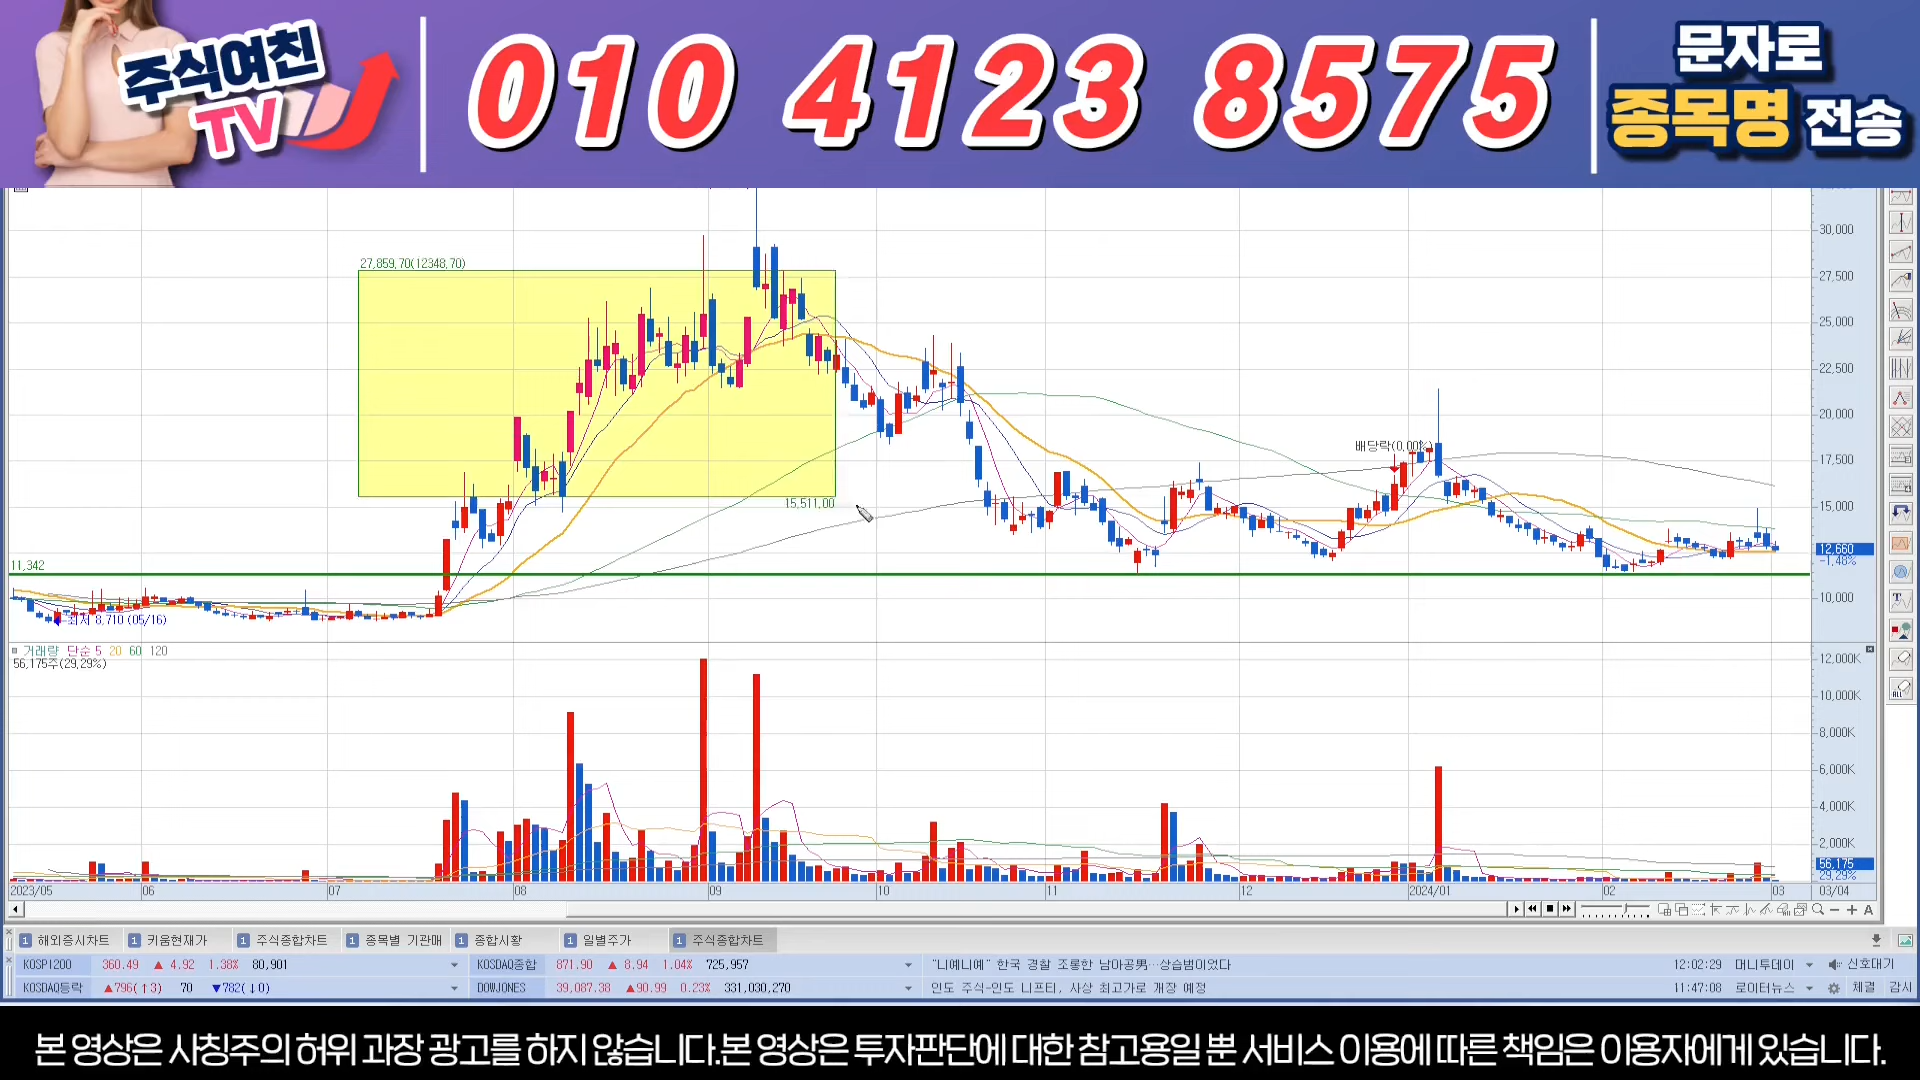 주식여친
TV
010 4123 8575
문자로
종목명 전송
27,859,70(12348,70)
15,511,00
11,342
최저 8,710 (05/16)
배당락(0,00%)
30,000
27,500
25,000
22,500
20,000
17,500
15,000
12,660
-1,48%
10,000
거래량 단순 5 20 60 120
56,175주(29,29%)
12,000K
10,000K
8,000K
6,000K
4,000K
2,000K
56,175
29,29%
2023/05 06 07 08 09 10 11 12 2024/01 02 03 03/04
A
1 해외증시차트 1 키움현재가 1 주식종합차트 1 종목별 기관매 1 종합시황 1 일별주가 1 주식종합차트
KOSPI200 360.49 ▲ 4.92 1.38% 80,901 KOSDAQ종합 871.90 ▲ 8.94 1.04% 725,957 "니예니예" 한국 경찰 조롱한 남아공男…상습범이었다 12:02:29 머니투데이 신호대기
KOSDAQ등락 ▲796(↑3) 70 ▼782(↓0) DOWJONES 39,087.38 ▲90.99 0.23% 331,030,270 인도 주식-인도 니프티, 사상 최고가로 개장 예정 11:47:08 로이터뉴스 체결 감시
본 영상은 사칭주의 허위 과장 광고를 하지 않습니다.본 영상은 투자판단에 대한 참고용일 뿐 서비스 이용에 따른 책임은 이용자에게 있습니다.